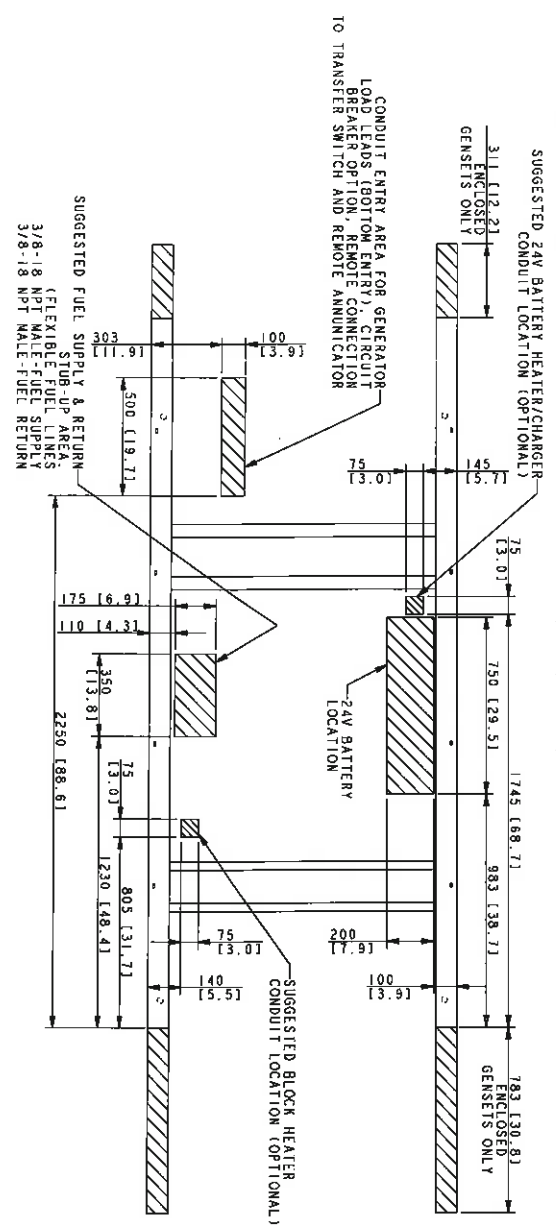 SUGGESTED 24V BATTERY HEATER/CHARGER
CONDUIT LOCATION (OPTIONAL)
311 [12.2]
ENCLOSED
GENSETS ONLY
CONDUIT ENTRY AREA FOR GENERATOR
LOAD LEADS (BOTTOM ENTRY), CIRCUIT
BREAKER OPTION, REMOTE CONNECTION
TO TRANSFER SWITCH AND REMOTE ANNUNICATOR
145
[5.7]
75
[3.0]
75
[3.0]
750 [29.5]
1745 [68.7]
983 [38.7]
783 [30.8]
ENCLOSED
GENSETS ONLY
24V BATTERY
LOCATION
200
[7.9]
100
[3.9]
100
[3.9]
303
[11.9]
500 [19.7]
SUGGESTED FUEL SUPPLY & RETURN
STUB-UP AREA.
(FLEXIBLE FUEL LINES
3/8-18 NPT MALE-FUEL SUPPLY
3/8-18 NPT MALE-FUEL RETURN
175 [6.9]
110 [4.3]
350
[13.8]
75
[3.0]
2250 [88.6]
1230 [48.4]
805 [31.7]
75
[3.0]
140
[5.5]
SUGGESTED BLOCK HEATER
CONDUIT LOCATION (OPTIONAL)